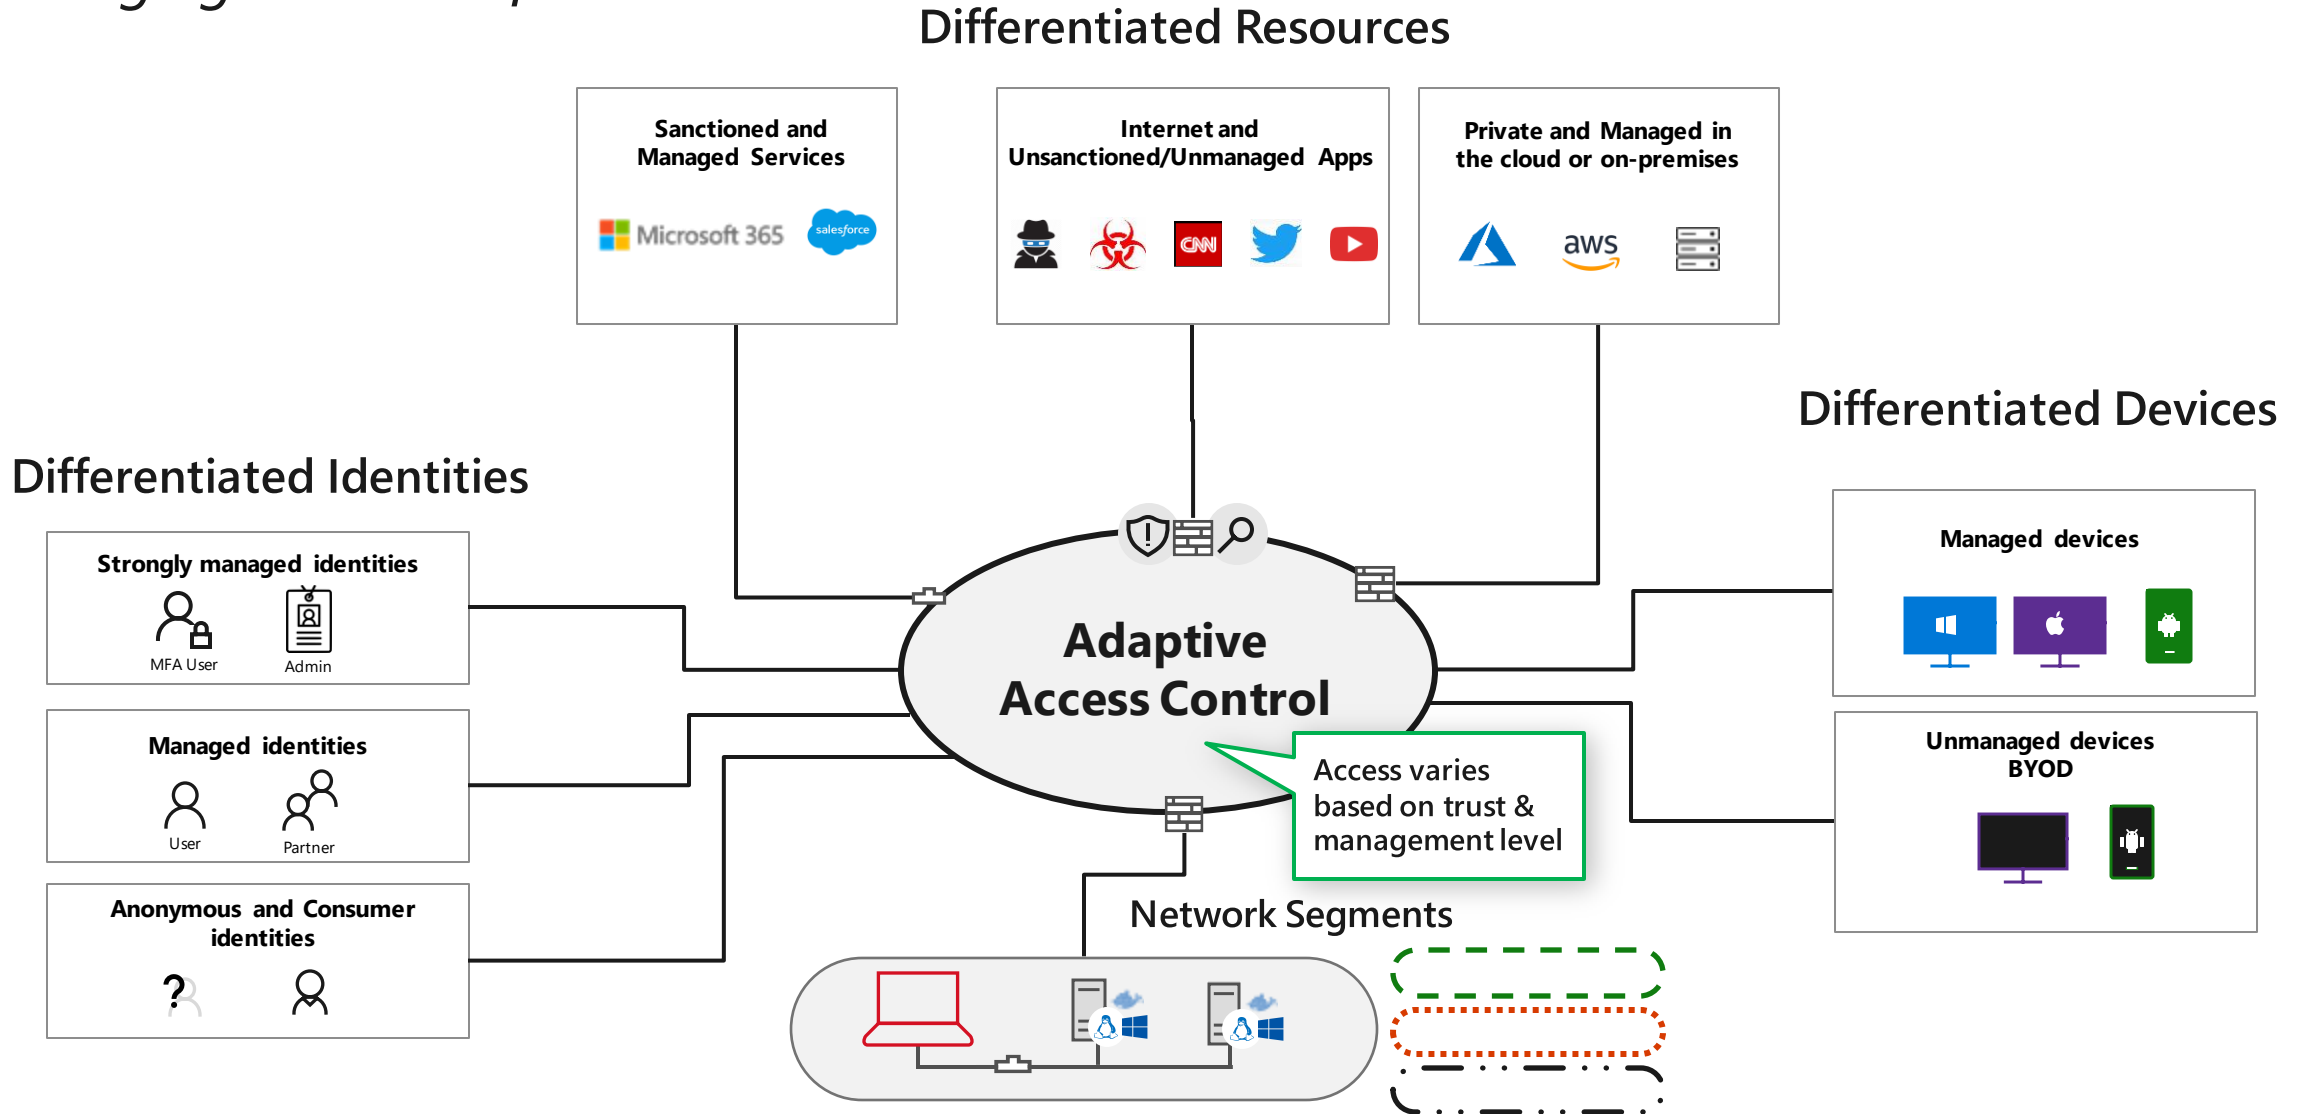 Differentiated Resources
Sanctioned and
Managed Services
Microsoft 365
salesforce
Internet and
Unsanctioned/Unmanaged Apps
CNN
Private and Managed in
the cloud or on-premises
aws
Differentiated Devices
Differentiated Identities
Managed devices
Strongly managed identities
MFA User
Admin
Adaptive
Access Control
Managed identities
User
Partner
Unmanaged devices
BYOD
Access varies
based on trust &
management level
Anonymous and Consumer
identities
?
Network Segments